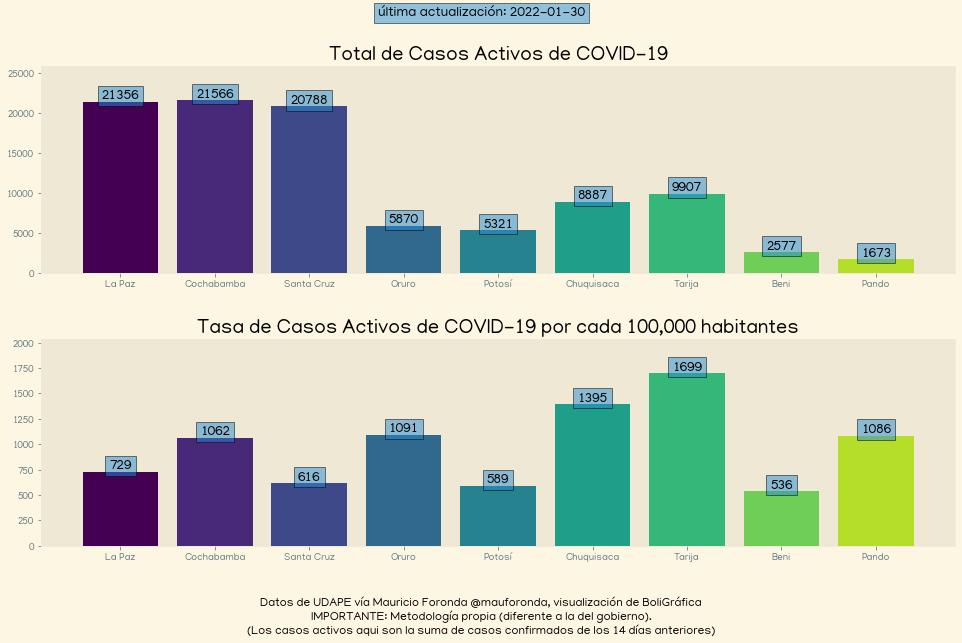 última actualización: 2022-01-30
Total de Casos Activos de COVID-19
25000
20000
15000
10000
5000
0
21356
21566
20788
5870
5321
8887
9907
2577
1673
La Paz
Cochabamba
Santa Cruz
Oruro
Potosí
Chuquisaca
Tarija
Beni
Pando
Tasa de Casos Activos de COVID-19 por cada 100,000 habitantes
2000
1750
1500
1250
1000
750
500
250
0
729
1062
616
1091
589
1395
1699
536
1086
La Paz
Cochabamba
Santa Cruz
Oruro
Potosí
Chuquisaca
Tarija
Beni
Pando
Datos de UDAPE vía Mauricio Foronda @mauforonda, visualización de BoliGráfica
IMPORTANTE: Metodología propia (diferente a la del gobierno).
(Los casos activos aqui son la suma de casos confirmados de los 14 días anteriores)